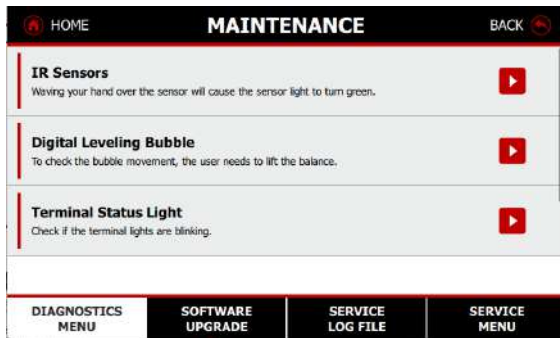 HOME MAINTENANCE BACK
IR Sensors
Waving your hand over the sensor will cause the sensor light to turn green.
Digital Leveling Bubble
To check the bubble movement, the user needs to lift the balance.
Terminal Status Light
Check if the terminal lights are blinking.
DIAGNOSTICS MENU
SOFTWARE UPGRADE
SERVICE LOG FILE
SERVICE MENU